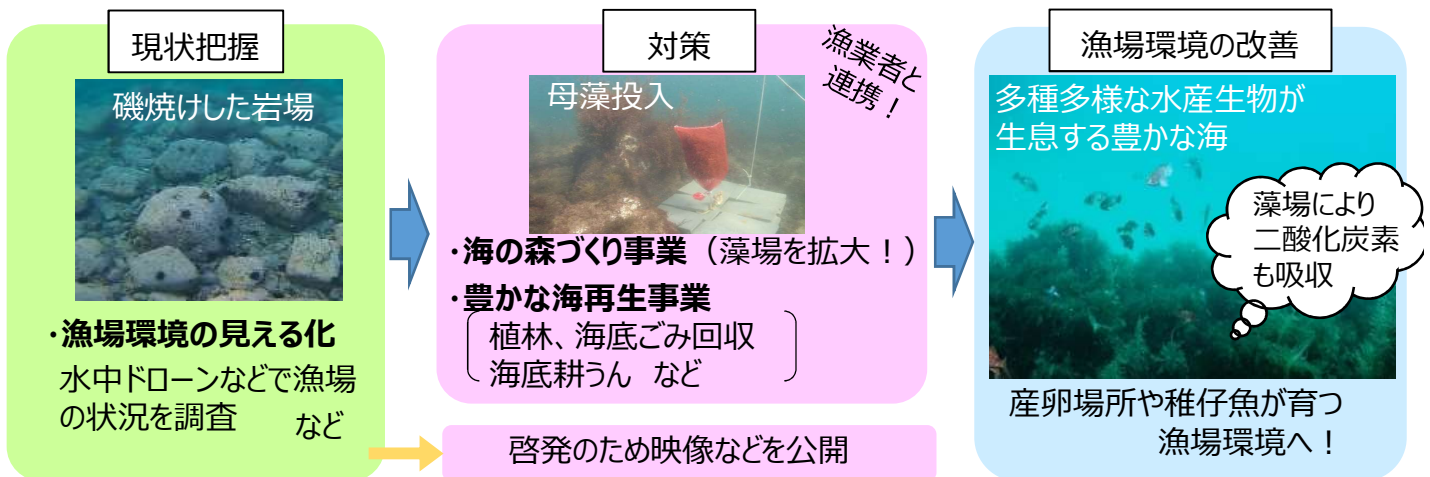 現状把握
磯焼けした岩場
・漁場環境の見える化
水中ドローンなどで漁場
の状況を調査 など
対策
漁業者と
連携！
母藻投入
・海の森づくり事業（藻場を拡大！）
・豊かな海再生事業
植林、海底ごみ回収
海底耕うん など
啓発のため映像などを公開
漁場環境の改善
多種多様な水産生物が
生息する豊かな海
藻場により
二酸化炭素
も吸収
産卵場所や稚仔魚が育つ
漁場環境へ！